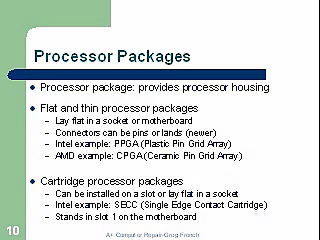 Processor Packages
Processor package: provides processor housing
Flat and thin processor packages
– Lay flat in a socket or motherboard
– Connectors can be pins or lands (newer)
– Intel example: PPGA (Plastic Pin Grid Array)
– AMD example: CPGA (Ceramic Pin Grid Array)
Cartridge processor packages
– Can be installed on a slot or lay flat in a socket
– Intel example: SECC (Single Edge Contact Cartridge)
– Stands in slot 1 on the motherboard
10
A+ Computer Repair-Greg French